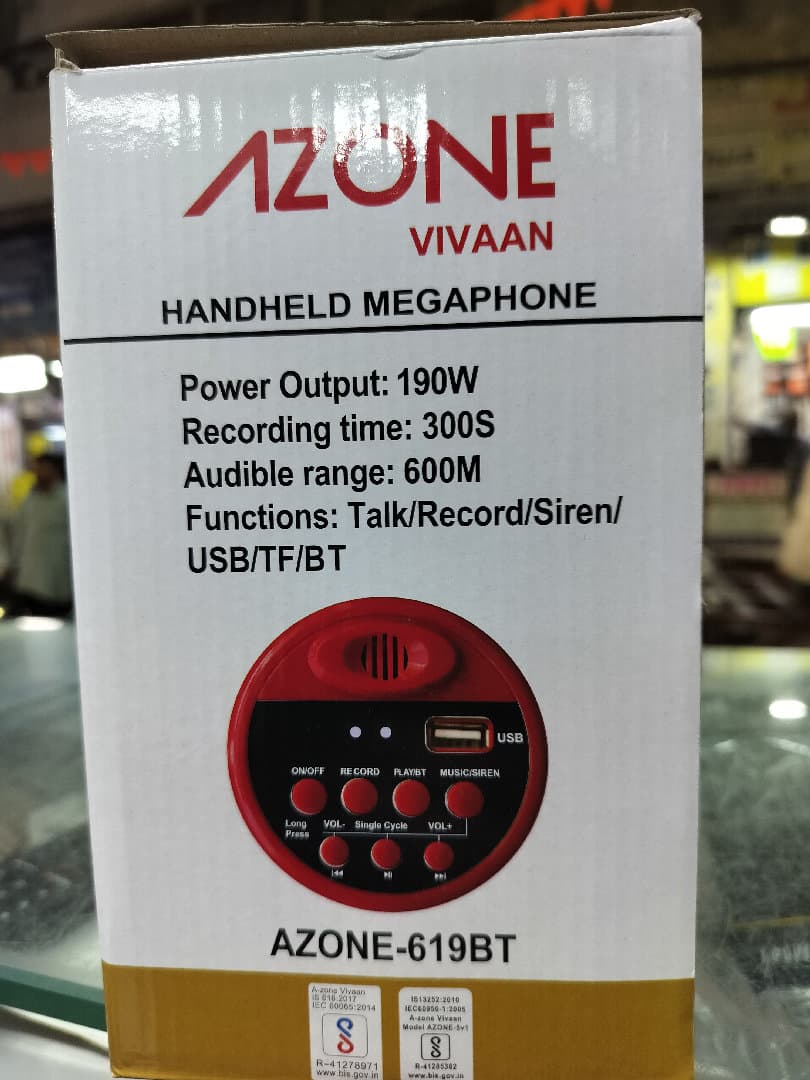 AZONE
VIVAAN
HANDHELD MEGAPHONE
Power Output: 190W
Recording time: 300S
Audible range: 600M
Functions: Talk/Record/Siren/
USB/TF/BT
USB
ON/OFF RECORD PLAY/BT MUSIC/SIREN
Long Press VOL- Single Cycle VOL+
AZONE-619BT
A-zone Vivaan
IS 616:2017
IEC 60065:2014
R-41278971
www.bis.gov.in
IS13252:2010
IEC60950-1:2005
A-zone Vivaan
Model AZONE-5v1
R-41285302
www.bis.gov.in